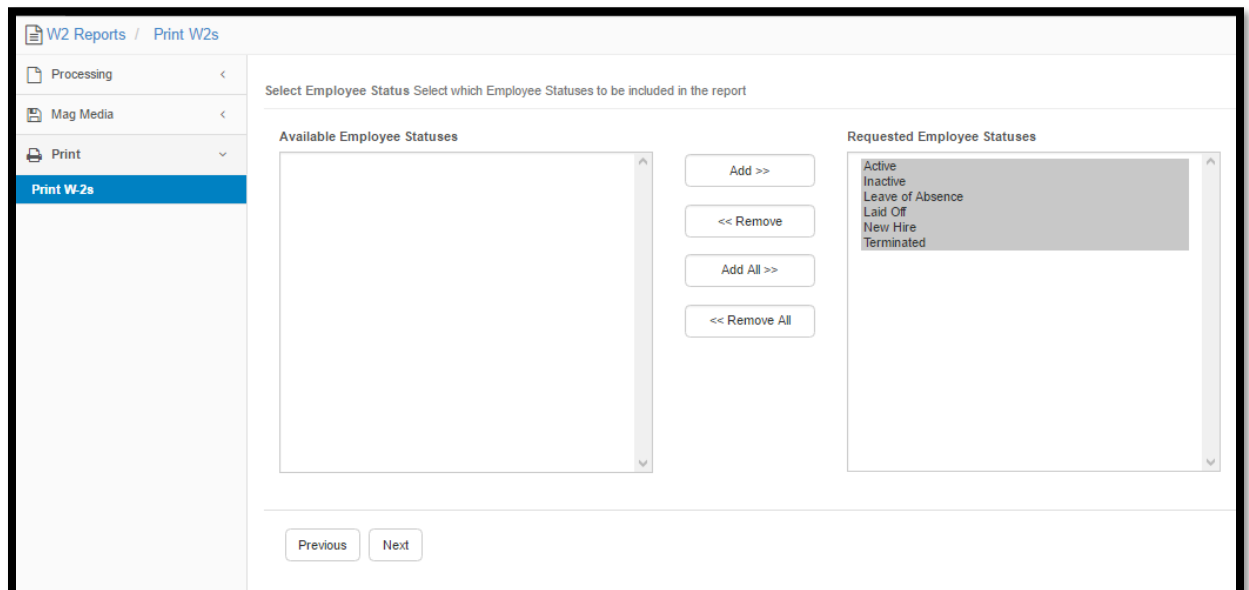 W2 Reports / Print W2s
Processing
Mag Media
Print
Print W-2s
Select Employee Status Select which Employee Statuses to be included in the report
Available Employee Statuses
Add >>
<< Remove
Add All >>
<< Remove All
Requested Employee Statuses
Active
Inactive
Leave of Absence
Laid Off
New Hire
Terminated
Previous
Next